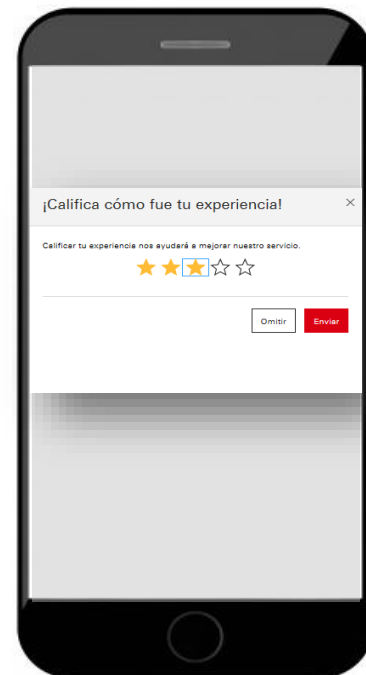 ¡Califica cómo fue tu experiencia!
Calificar tu experiencia nos ayudará a mejorar nuestro servicio.
Omitir
Enviar